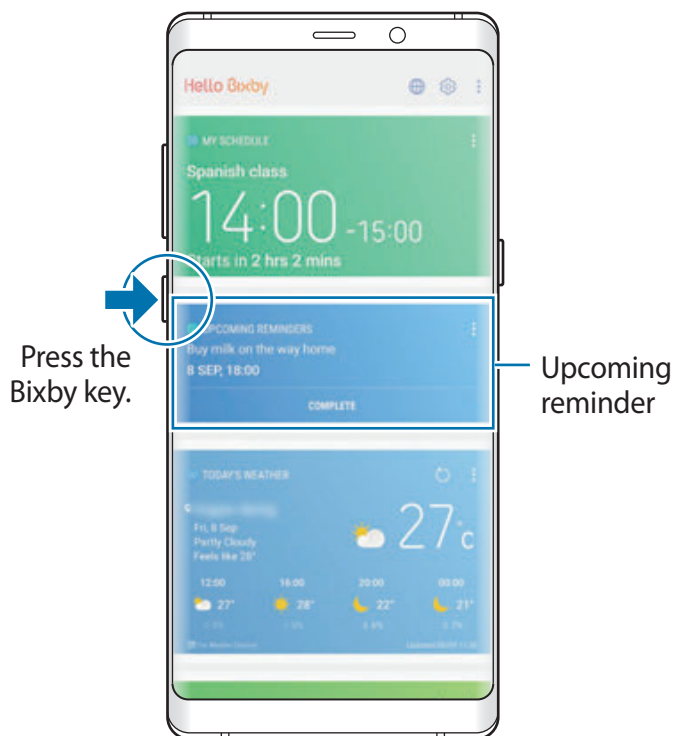 Hello Bixby
MY SCHEDULE
Spanish class
14:00 -15:00
Starts in 2 hrs 2 mins
UPCOMING REMINDERS
Buy milk on the way home
8 SEP, 18:00
COMPLETE
Press the
Bixby key.
Upcoming
reminder
TODAY'S WEATHER
Fri, 8 Sep
Partly Cloudy
Feels like 28°
27°c
12:00 16:00 20:00 00:00
27° 28° 22° 21°
The Weather Channel